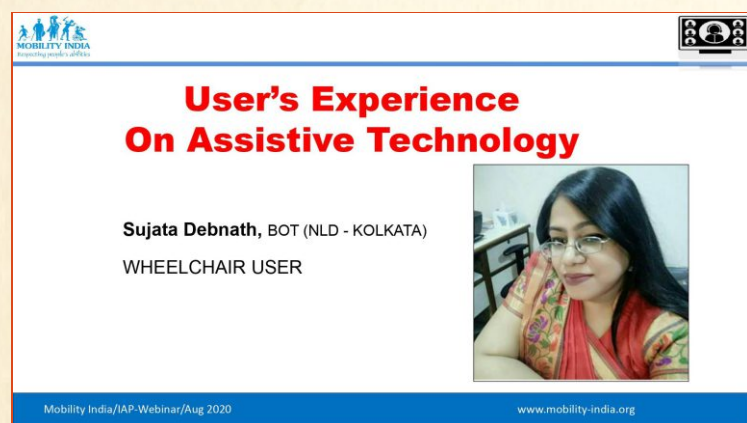 MOBILITY INDIA
Respecting people's abilities
User's Experience
On Assistive Technology
Sujata Debnath, BOT (NLD - KOLKATA)
WHEELCHAIR USER
Mobility India/IAP-Webinar/Aug 2020
www.mobility-india.org